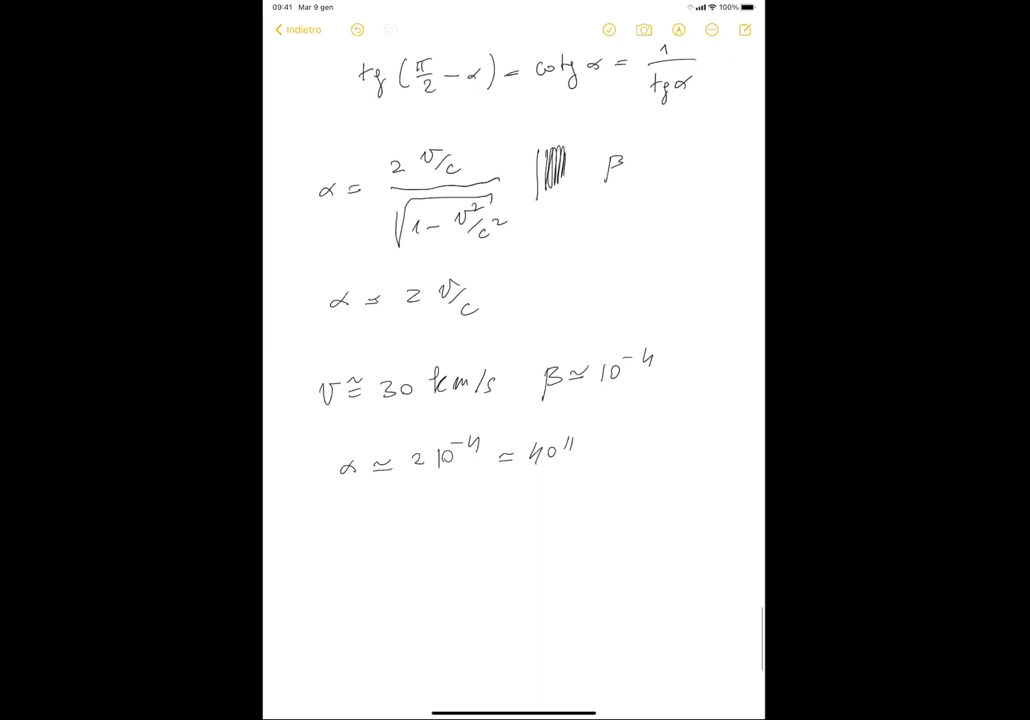 09:41 Mar 9 gen 100%
Indietro
tg (π/2 − α) = cotg α = 1/tg α
α = 2 v/c / √(1 − v²/c²) β
α ≃ 2 v/c
v ≅ 30 km/s β ≃ 10⁻⁴
α ≃ 2 10⁻⁴ ≃ 40"